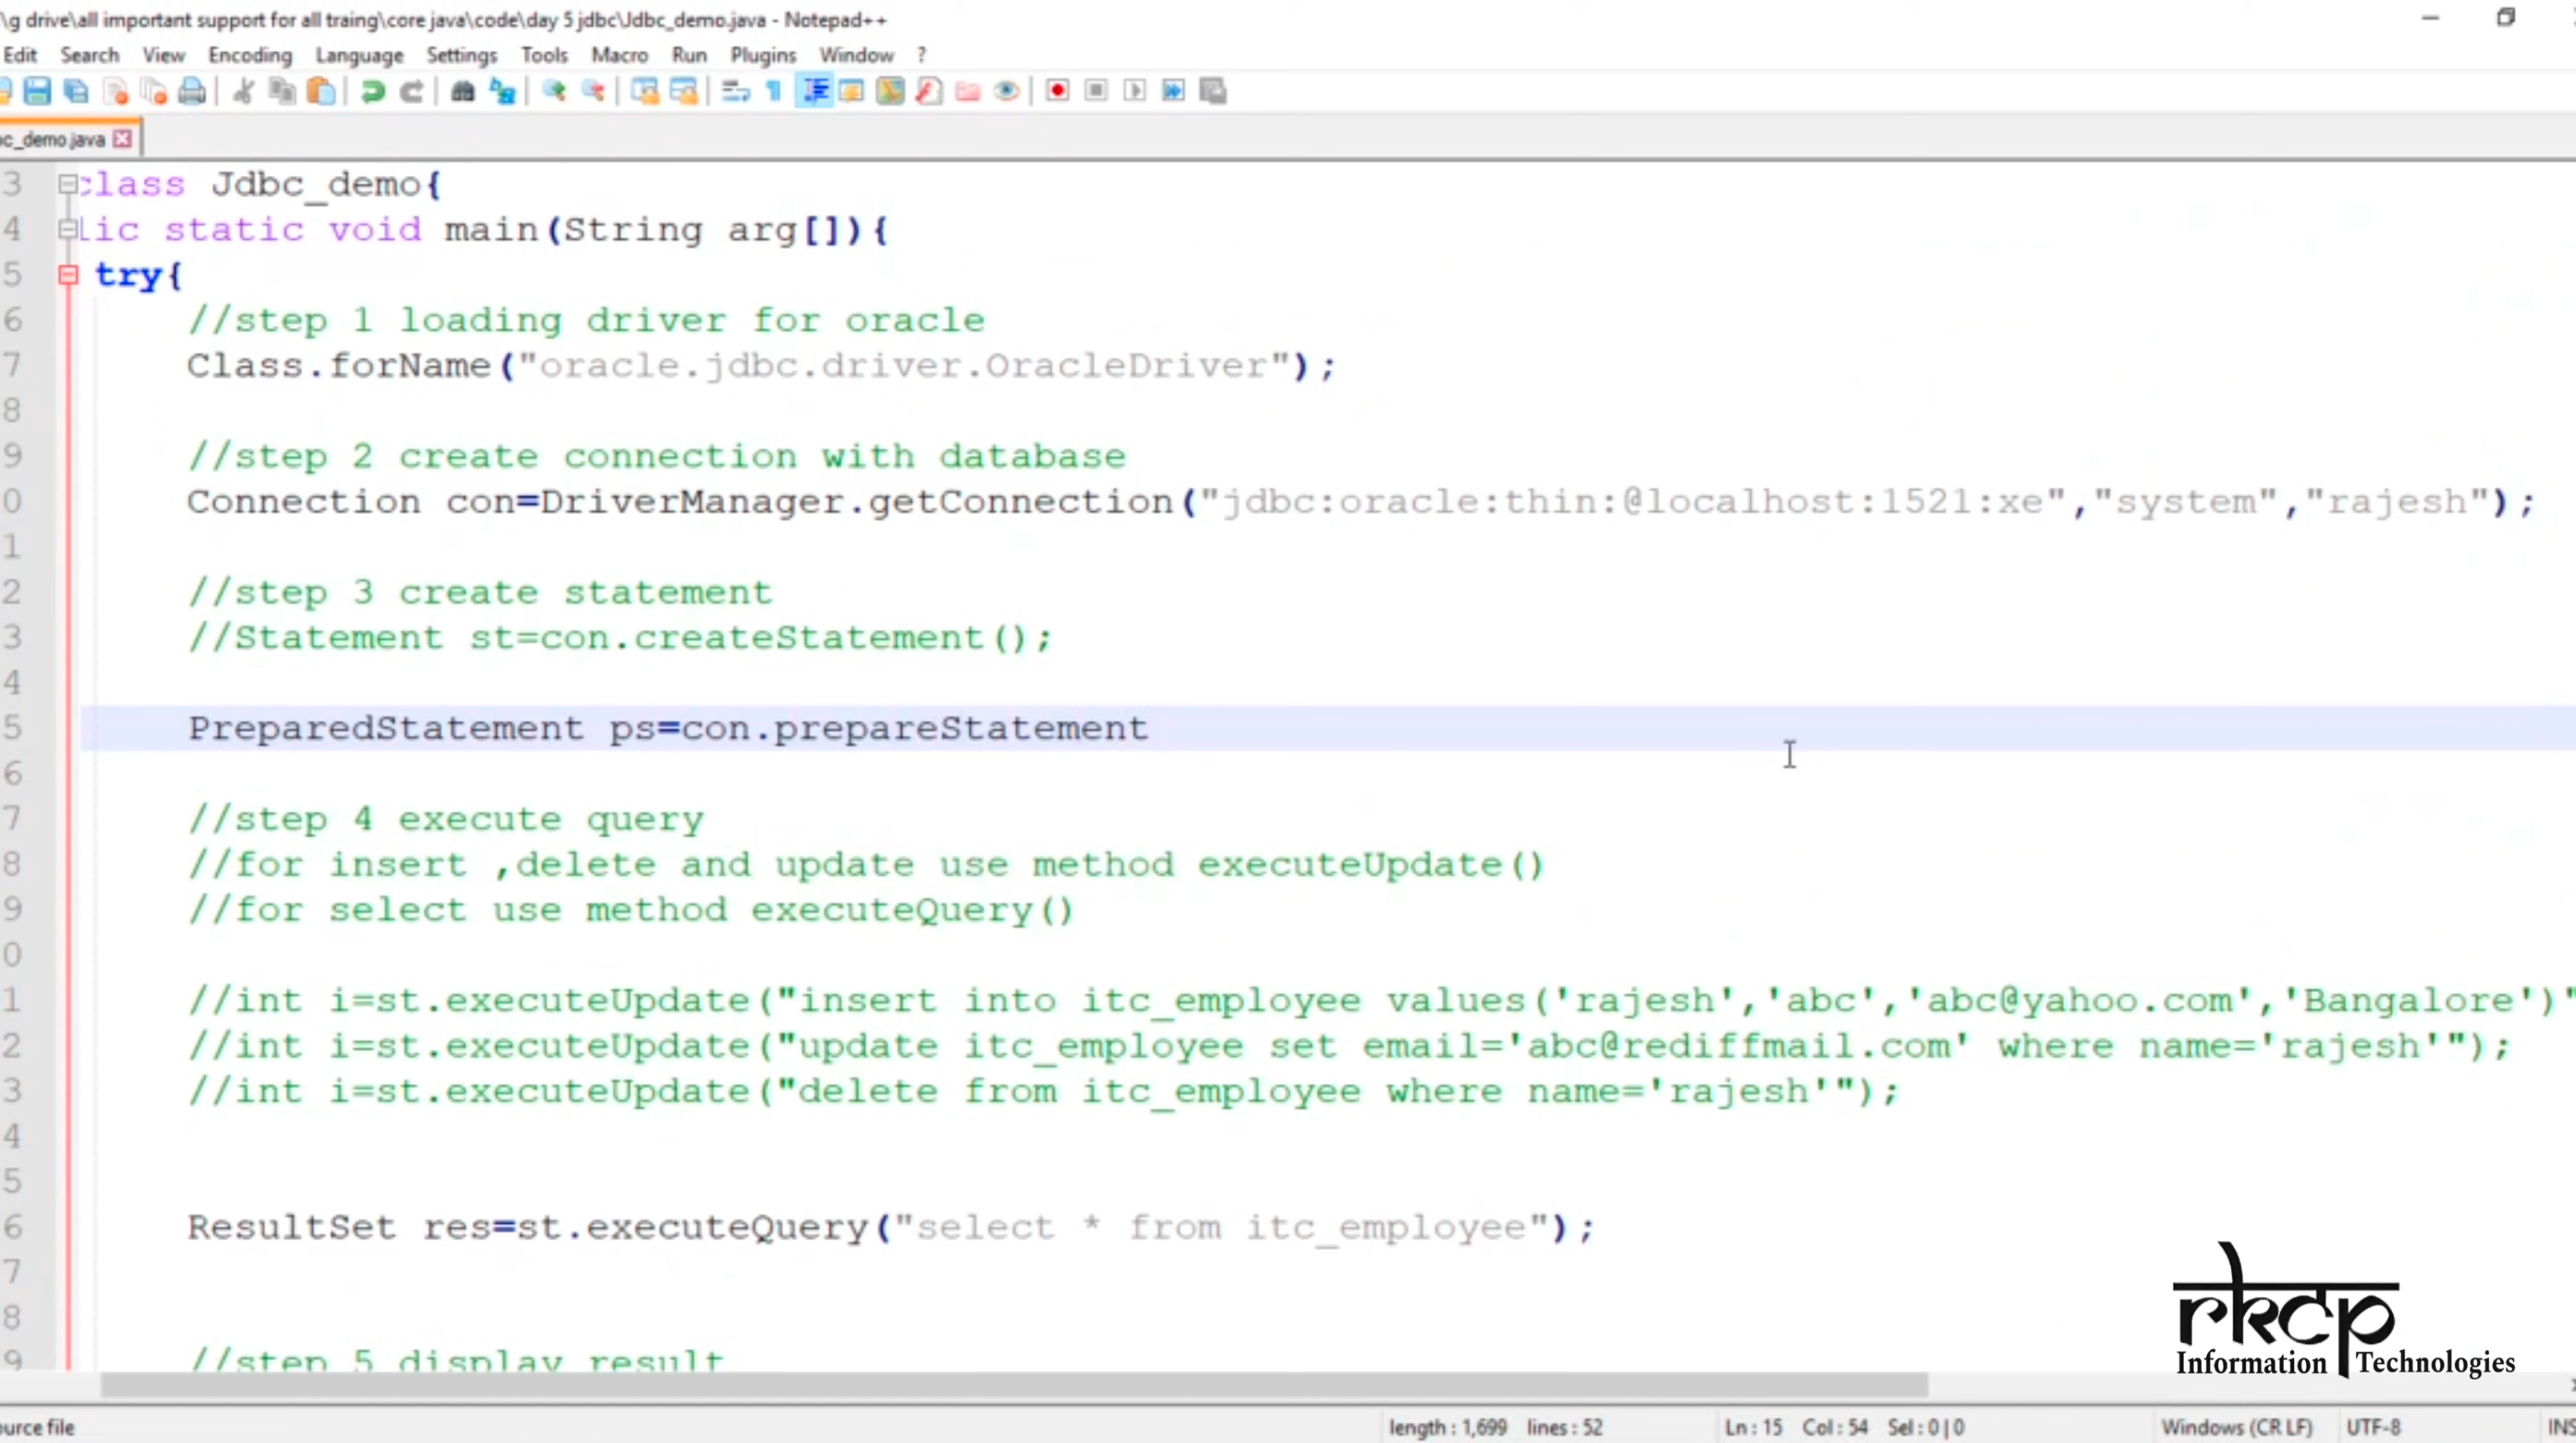 \g drive\all important support for all traing\core java\code\day 5 jdbc\Jdbc_demo.java - Notepad++
Edit Search View Encoding Language Settings Tools Macro Run Plugins Window ?
bc_demo.java
3 class Jdbc_demo{
4 lic static void main(String arg[]){
5 try{
6 //step 1 loading driver for oracle
7 Class.forName("oracle.jdbc.driver.OracleDriver");
8
9 //step 2 create connection with database
0 Connection con=DriverManager.getConnection("jdbc:oracle:thin:@localhost:1521:xe","system","rajesh");
1
2 //step 3 create statement
3 //Statement st=con.createStatement();
4
5 PreparedStatement ps=con.prepareStatement
6
7 //step 4 execute query
8 //for insert ,delete and update use method executeUpdate()
9 //for select use method executeQuery()
0
1 //int i=st.executeUpdate("insert into itc_employee values('rajesh','abc','abc@yahoo.com','Bangalore')"
2 //int i=st.executeUpdate("update itc_employee set email='abc@rediffmail.com' where name='rajesh'");
3 //int i=st.executeUpdate("delete from itc_employee where name='rajesh'");
4
5
6 ResultSet res=st.executeQuery("select * from itc_employee");
7
8
9 //step 5 display result
rkcp
Information Technologies
ource file length : 1,699 lines : 52 Ln : 15 Col : 54 Sel : 0 | 0 Windows (CR LF) UTF-8 INS